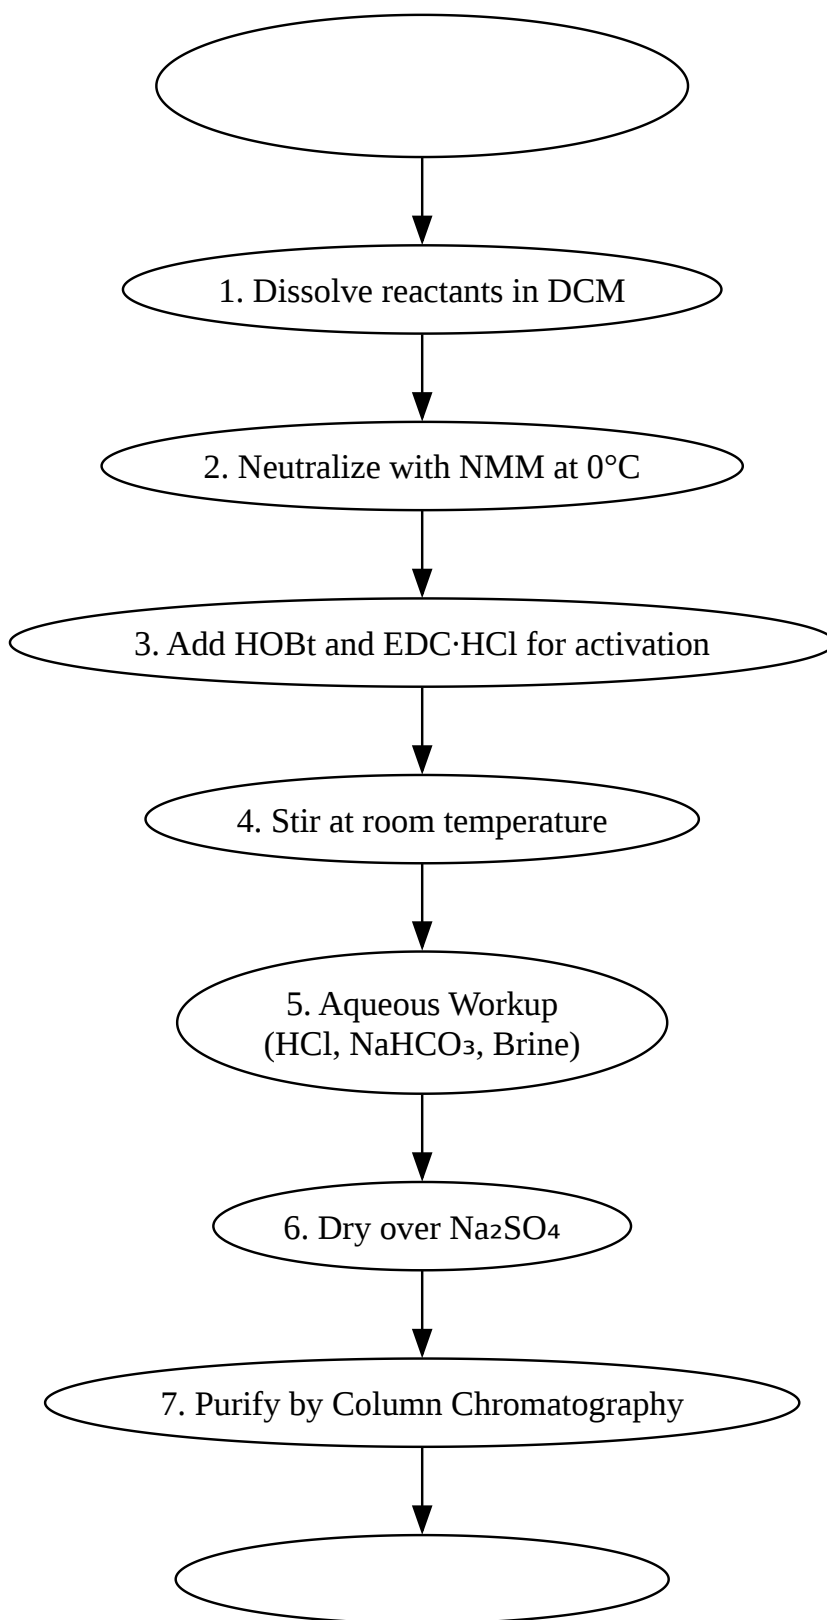 1. Dissolve reactants in DCM
2. Neutralize with NMM at 0°C
3. Add HOBt and EDC·HCl for activation
4. Stir at room temperature
5. Aqueous Workup
(HCl, NaHCO₃, Brine)
6. Dry over Na₂SO₄
7. Purify by Column Chromatography